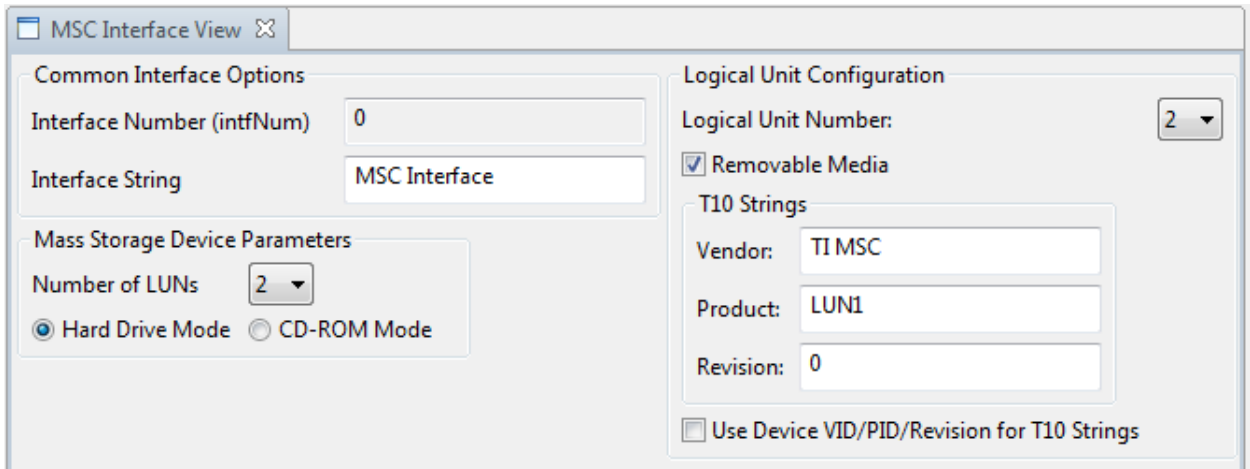 MSC Interface View
Common Interface Options
Interface Number (intfNum) 0
Interface String MSC Interface
Mass Storage Device Parameters
Number of LUNs 2
Hard Drive Mode CD-ROM Mode
Logical Unit Configuration
Logical Unit Number: 2
Removable Media
T10 Strings
Vendor: TI MSC
Product: LUN1
Revision: 0
Use Device VID/PID/Revision for T10 Strings